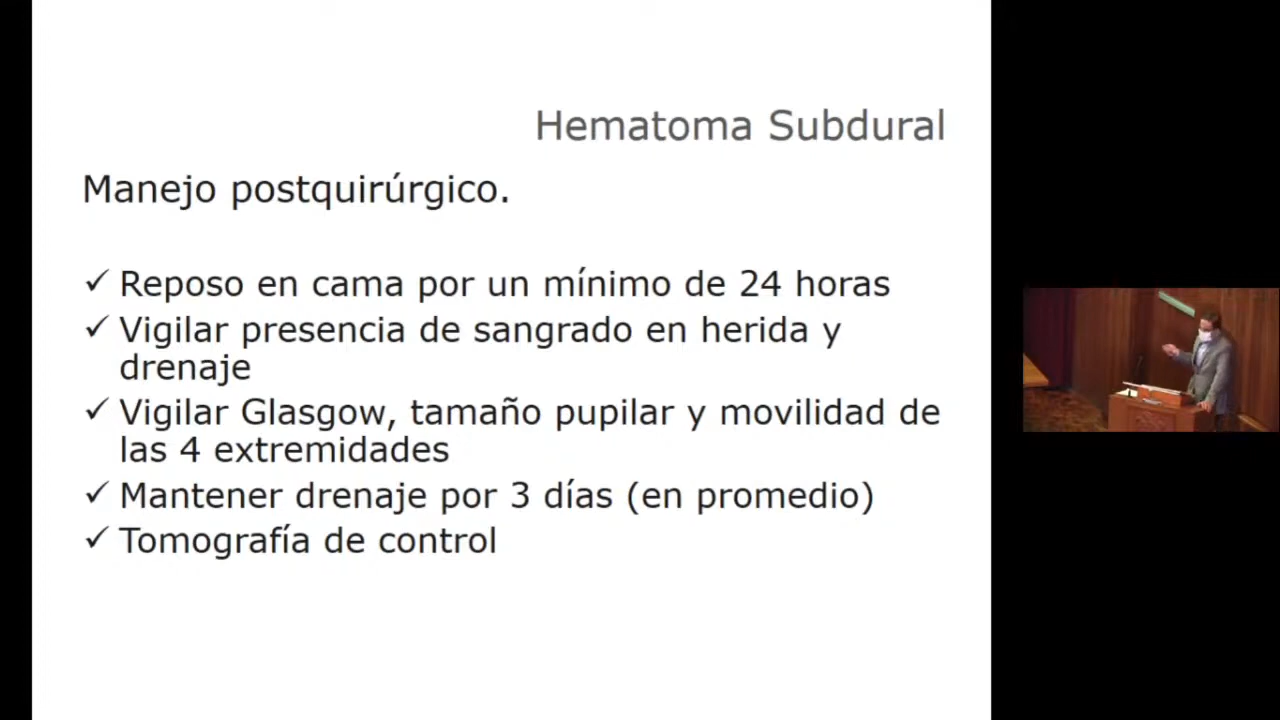 Hematoma Subdural
Manejo postquirúrgico.
✓ Reposo en cama por un mínimo de 24 horas
✓ Vigilar presencia de sangrado en herida y
drenaje
✓ Vigilar Glasgow, tamaño pupilar y movilidad de
las 4 extremidades
✓ Mantener drenaje por 3 días (en promedio)
✓ Tomografía de control